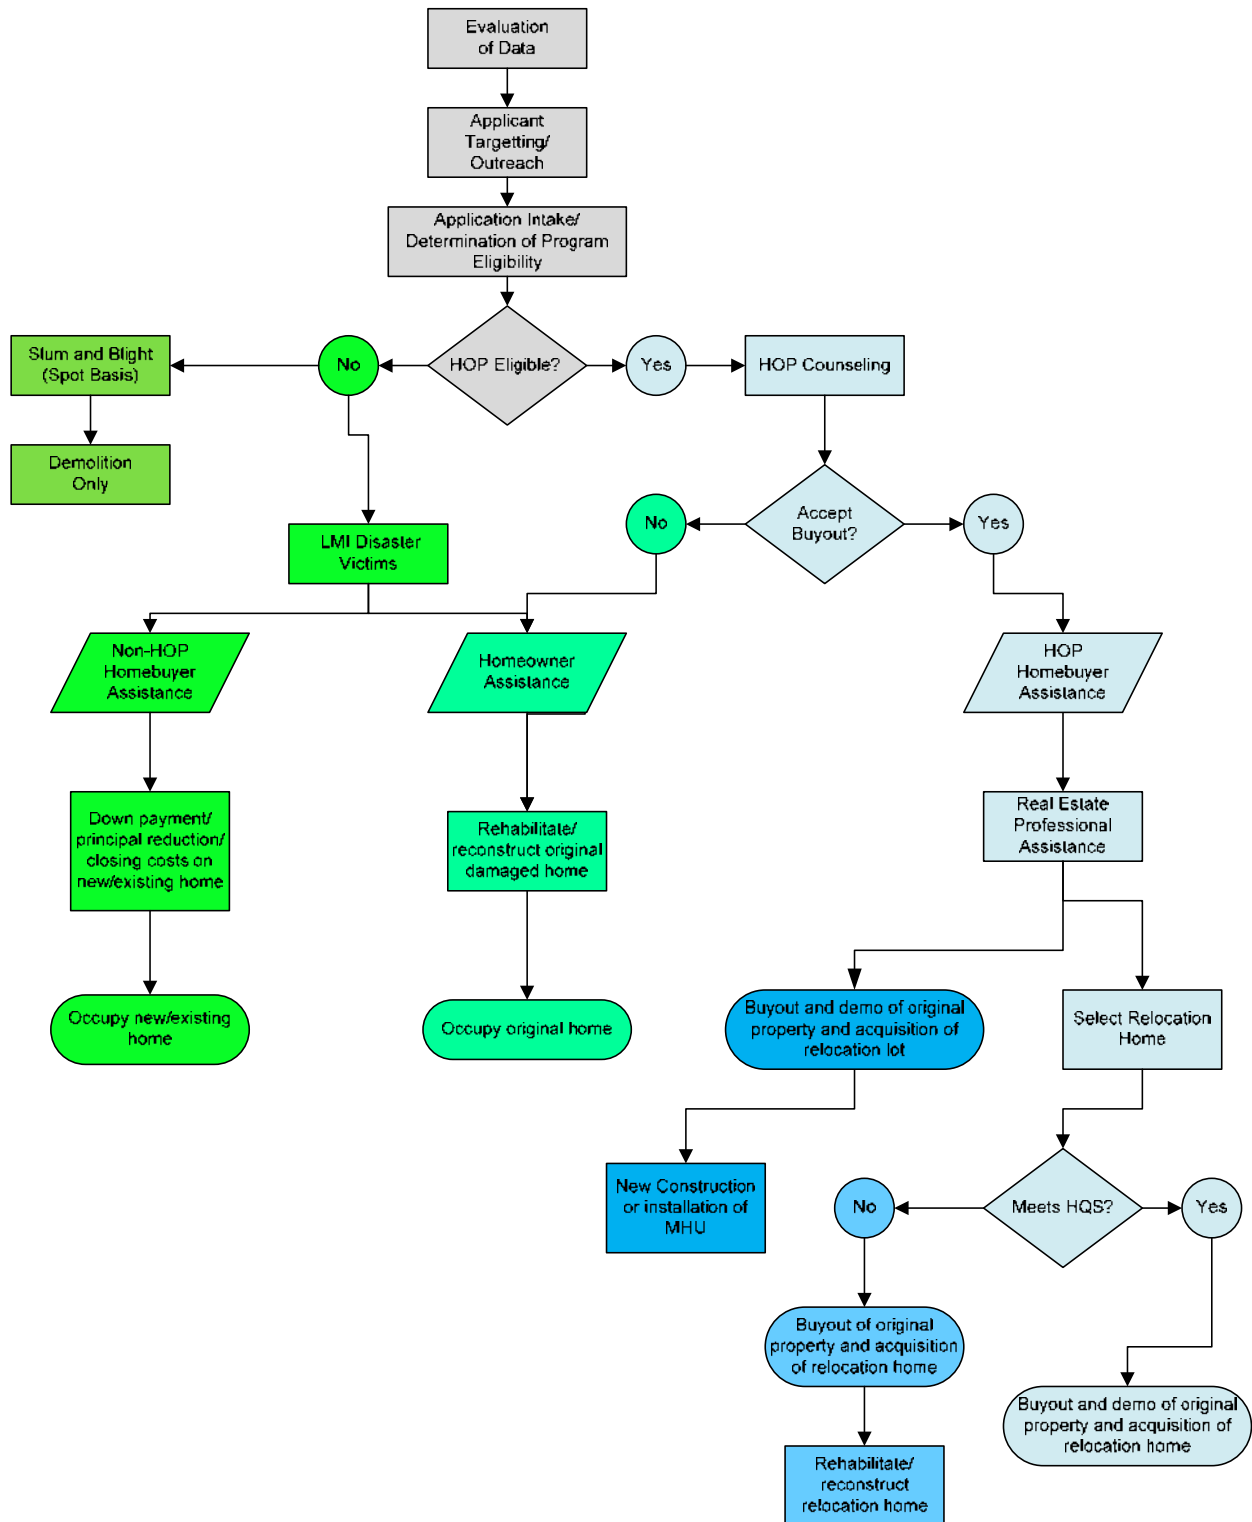 Evaluation
of Data
Applicant
Targetting/
Outreach
Application Intake/
Determination of Program
Eligibility
Slum and Blight
(Spot Basis)
No
HOP Eligible?
Yes
HOP Counseling
Demolition
Only
LMI Disaster
Victims
No
Accept
Buyout?
Yes
Non-HOP
Homebuyer
Assistance
Homeowner
Assistance
HOP
Homebuyer
Assistance
Down payment/
principal reduction/
closing costs on
new/existing home
Rehabilitate/
reconstruct original
damaged home
Real Estate
Professional
Assistance
Occupy new/existing
home
Occupy original home
Buyout and demo of original
property and acquisition of
relocation lot
Select Relocation
Home
New Construction
or installation of
MHU
No
Meets HQS?
Yes
Buyout of original
property and acquisition
of relocation home
Buyout and demo of original
property and acquisition of
relocation home
Rehabilitate/
reconstruct
relocation home